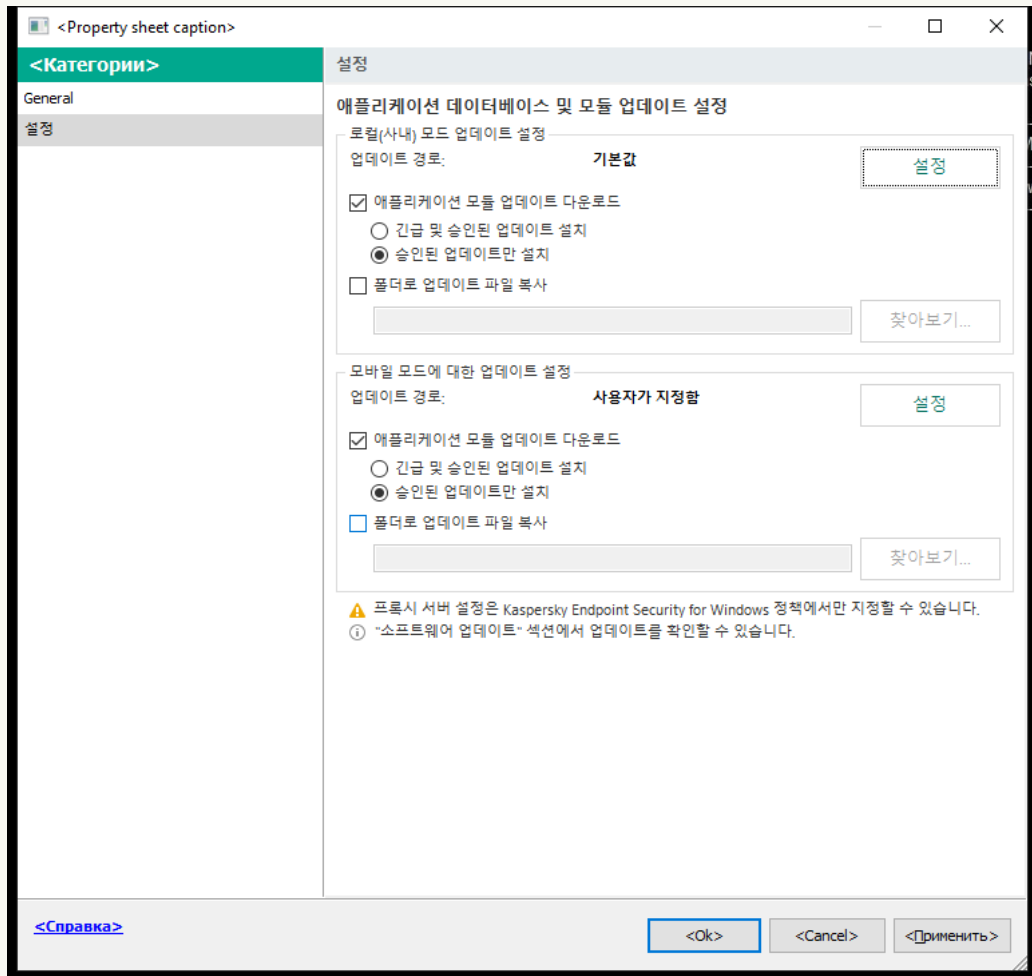 <Property sheet caption>
<Категории>
General
설정
설정
애플리케이션 데이터베이스 및 모듈 업데이트 설정
로컬(사내) 모드 업데이트 설정
업데이트 경로: 기본값 설정
애플리케이션 모듈 업데이트 다운로드
긴급 및 승인된 업데이트 설치
승인된 업데이트만 설치
폴더로 업데이트 파일 복사
찾아보기...
모바일 모드에 대한 업데이트 설정
업데이트 경로: 사용자가 지정함 설정
애플리케이션 모듈 업데이트 다운로드
긴급 및 승인된 업데이트 설치
승인된 업데이트만 설치
폴더로 업데이트 파일 복사
찾아보기...
프록시 서버 설정은 Kaspersky Endpoint Security for Windows 정책에서만 지정할 수 있습니다.
"소프트웨어 업데이트" 섹션에서 업데이트를 확인할 수 있습니다.
<Справка> <Ok> <Cancel> <Применить>